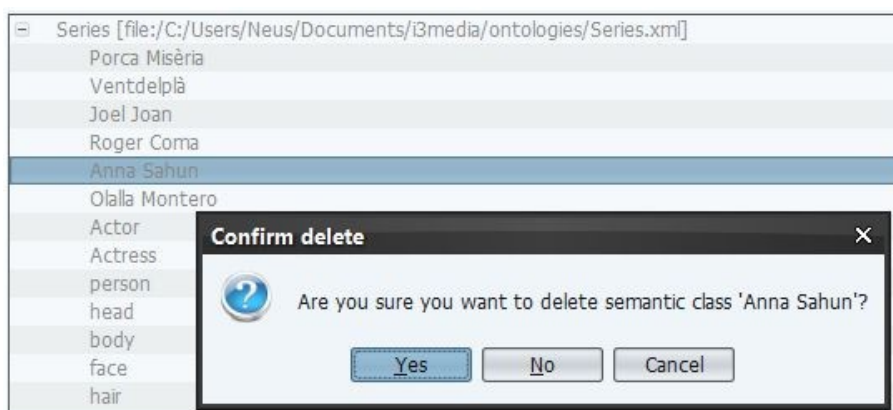 Series [file:/C:/Users/Neus/Documents/i3media/ontologies/Series.xml]
Porca Misèria
Ventdelplà
Joel Joan
Roger Coma
Anna Sahun
Olalla Montero
Actor
Actress
person
head
body
face
hair
Confirm delete
Are you sure you want to delete semantic class 'Anna Sahun'?
Yes No Cancel